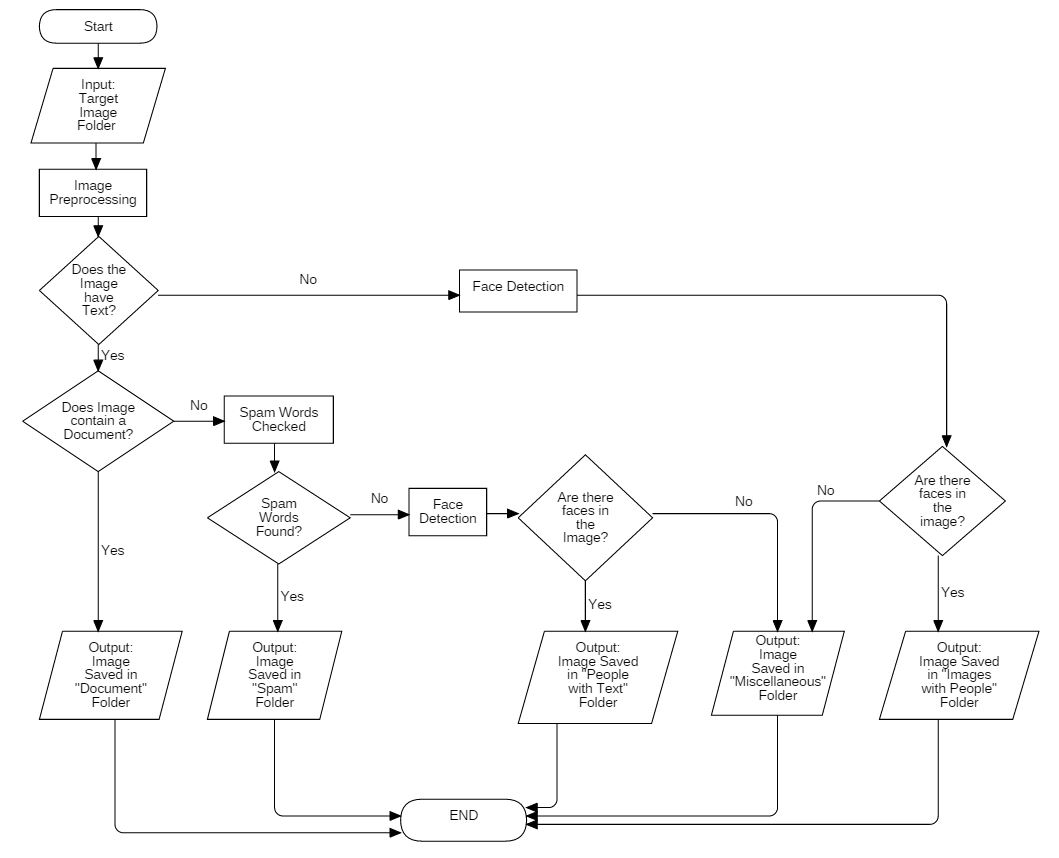 Start
Input:
Target
Image
Folder
Image
Preprocessing
Does the
Image
have
Text?
No
Face Detection
Yes
Does Image
contain a
Document?
No
Spam Words
Checked
Spam
Words
Found?
No
Face
Detection
Are there
faces in
the
Image?
No
No
Are there
faces in
the
image?
Yes
Yes
Yes
Yes
Output:
Image
Saved in
"Document"
Folder
Output:
Image
Saved in
"Spam"
Folder
Output:
Image Saved
in "People
with Text"
Folder
Output:
Image
Saved in
"Miscellaneous"
Folder
Output:
Image Saved
in "Images
with People"
Folder
END